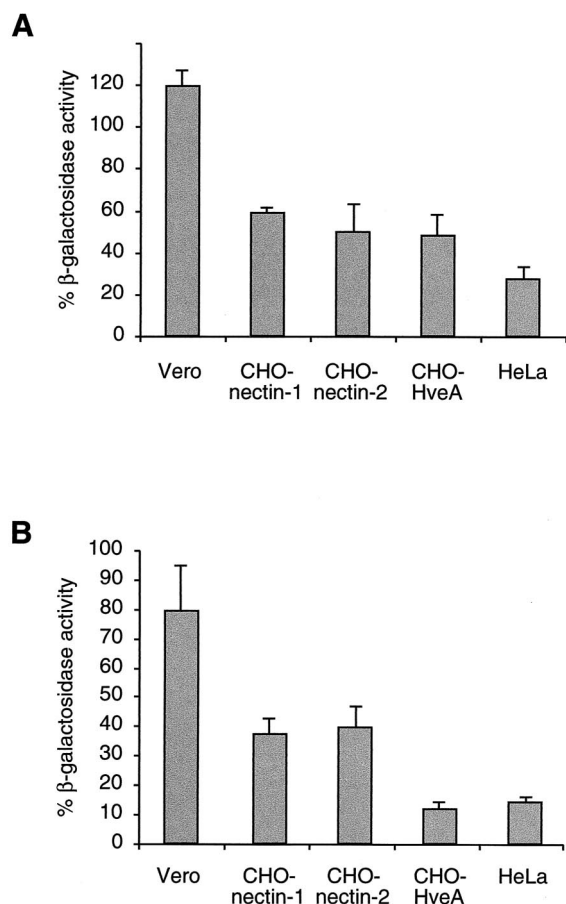 A
% β-galactosidase activity
120
100
80
60
40
20
0
Vero
CHO-
nectin-1
CHO-
nectin-2
CHO-
HveA
HeLa
B
% β-galactosidase activity
100
90
80
70
60
50
40
30
20
10
0
Vero
CHO-
nectin-1
CHO-
nectin-2
CHO-
HveA
HeLa